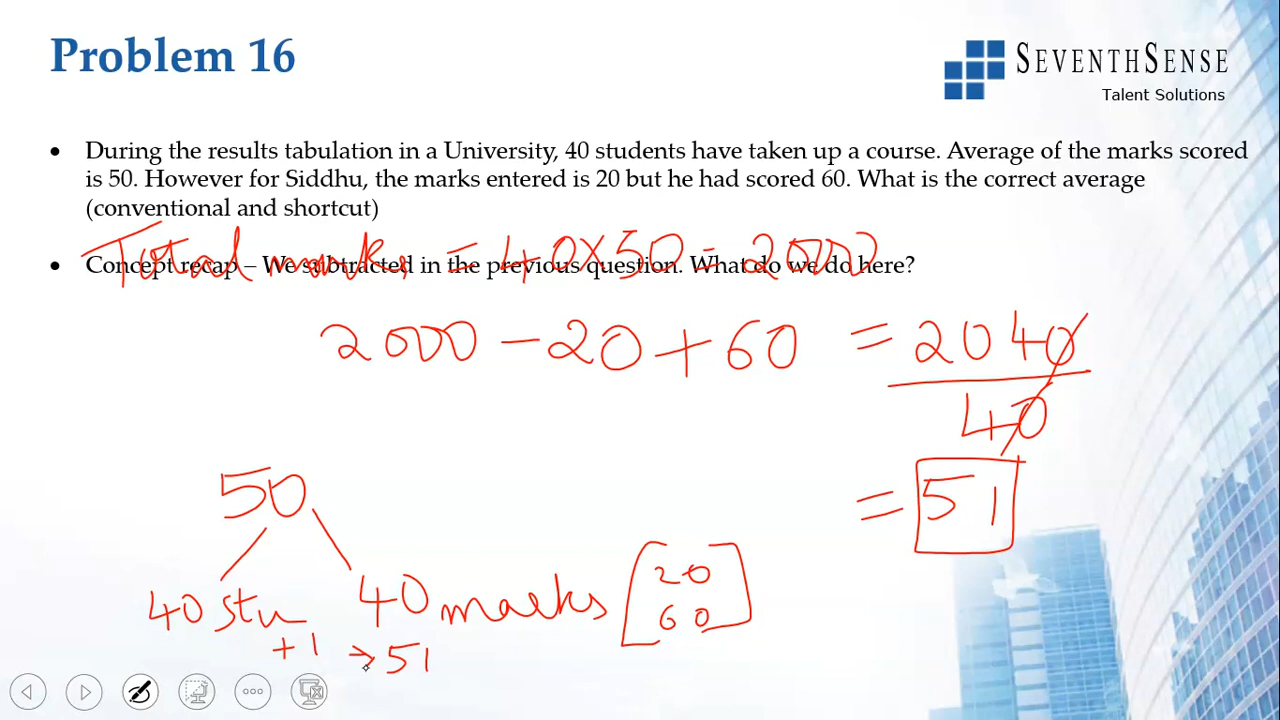 Problem 16
SEVENTHSENSE
Talent Solutions
• During the results tabulation in a University, 40 students have taken up a course. Average of the marks scored
is 50. However for Siddhu, the marks entered is 20 but he had scored 60. What is the correct average
(conventional and shortcut)
Total marks = 40×50 = 2000
• Concept recap – We subtracted in the previous question. What do we do here?
2000 - 20 + 60 = 2040
40
= 51
50
40 stu 40 marks [20
60]
+1 → 51